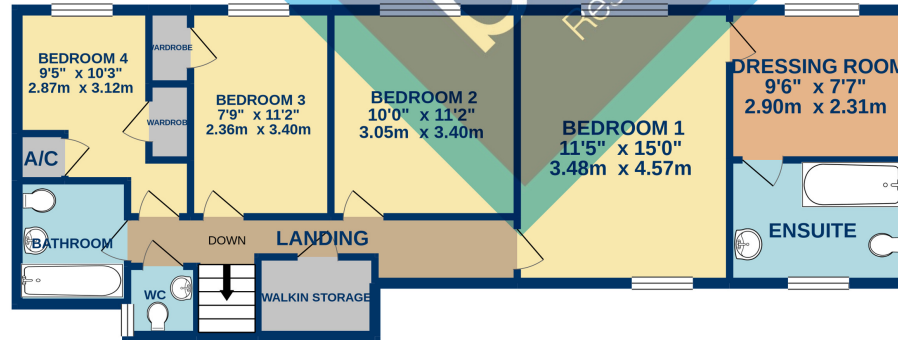 BEDROOM 4
9'5" x 10'3"
2.87m x 3.12m
WARDROBE
WARDROBE
A/C
BEDROOM 3
7'9" x 11'2"
2.36m x 3.40m
BEDROOM 2
10'0" x 11'2"
3.05m x 3.40m
BEDROOM 1
11'5" x 15'0"
3.48m x 4.57m
DRESSING ROOM
9'6" x 7'7"
2.90m x 2.31m
BATHROOM
DOWN
LANDING
ENSUITE
WC
WALKIN STORAGE